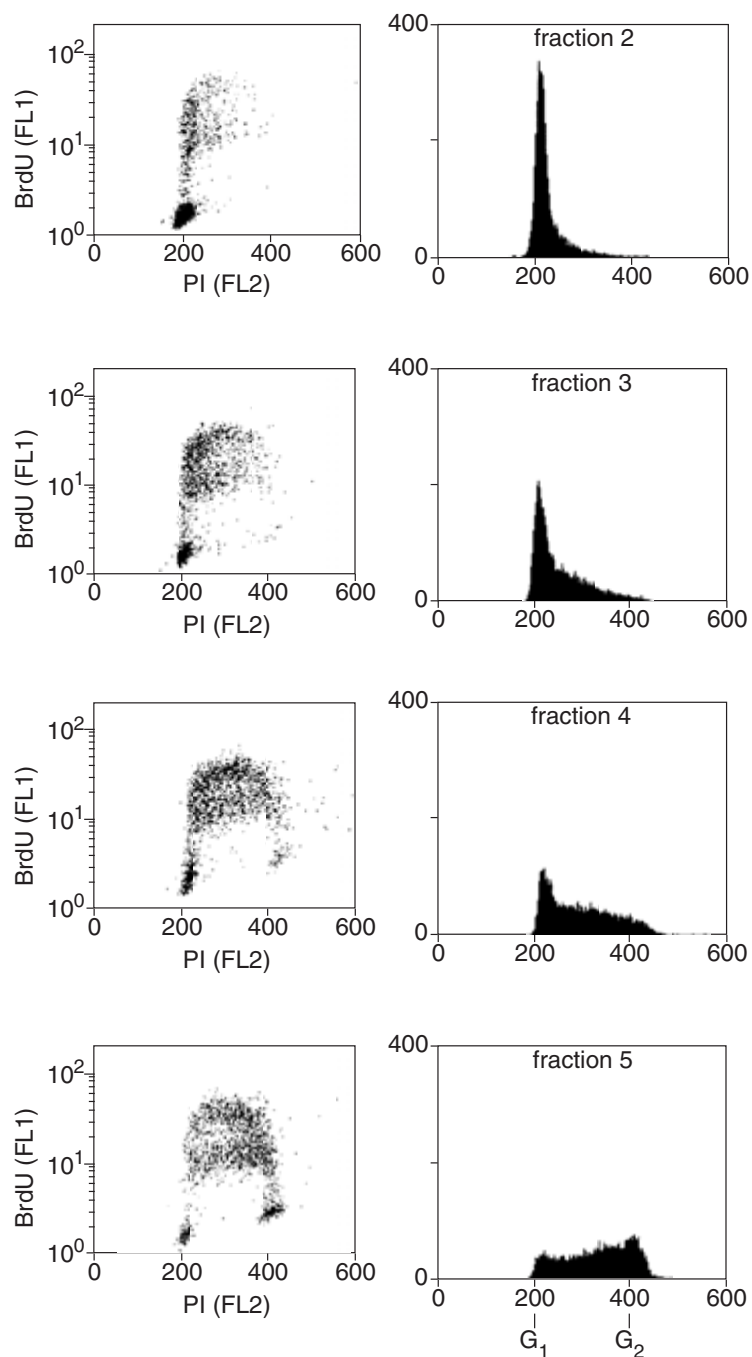 10² 400 fraction 2
BrdU (FL1)
10¹
10⁰ 0
0 200 400 600 0 200 400 600
PI (FL2)
10² 400 fraction 3
BrdU (FL1)
10¹
10⁰ 0
0 200 400 600 0 200 400 600
PI (FL2)
10² 400 fraction 4
BrdU (FL1)
10¹
10⁰ 0
0 200 400 600 0 200 400 600
PI (FL2)
10² 400 fraction 5
BrdU (FL1)
10¹
10⁰ 0
0 200 400 600 0 200 400 600
PI (FL2)
G₁ G₂